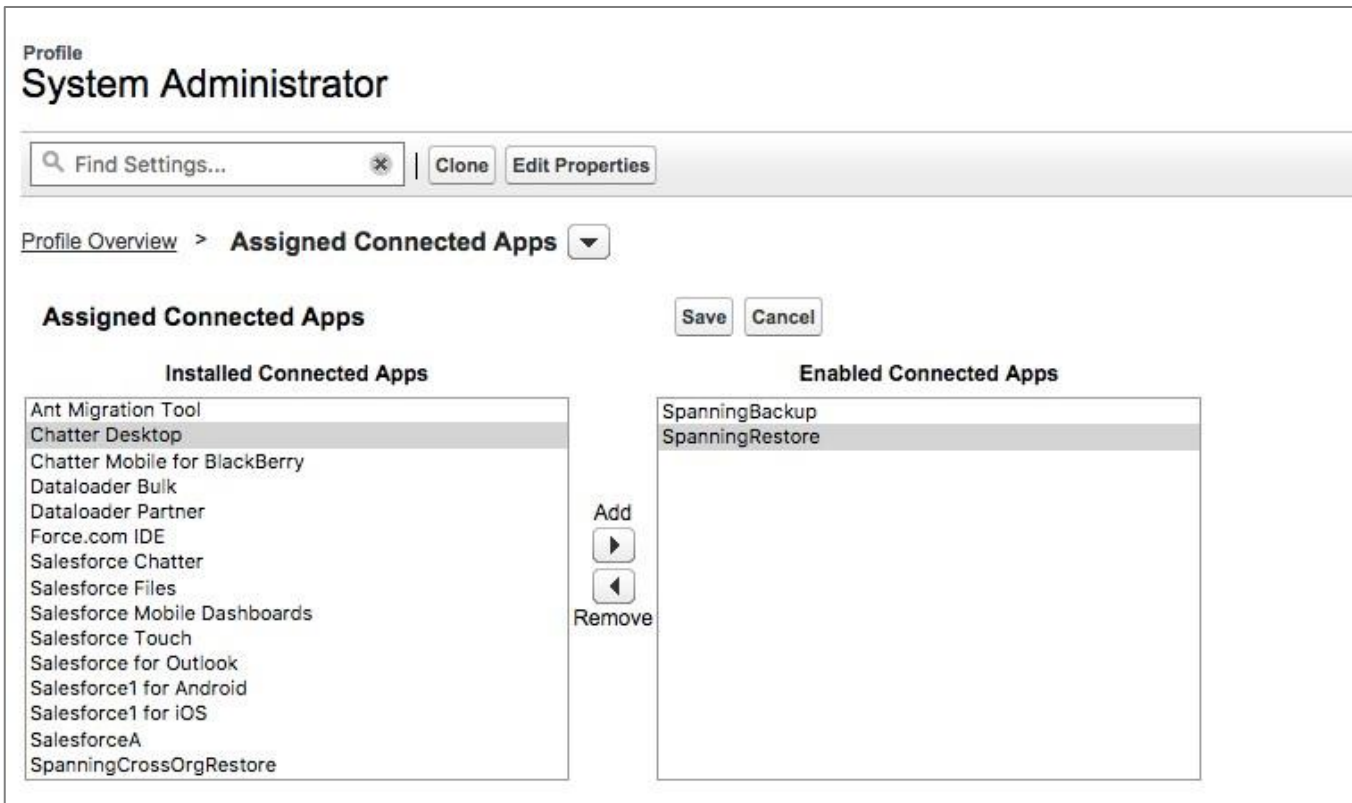 Profile
System Administrator
Find Settings... Clone Edit Properties
Profile Overview > Assigned Connected Apps
Assigned Connected Apps Save Cancel
Installed Connected Apps Enabled Connected Apps
Ant Migration Tool
Chatter Desktop
Chatter Mobile for BlackBerry
Dataloader Bulk
Dataloader Partner
Force.com IDE
Salesforce Chatter
Salesforce Files
Salesforce Mobile Dashboards
Salesforce Touch
Salesforce for Outlook
Salesforce1 for Android
Salesforce1 for iOS
SalesforceA
SpanningCrossOrgRestore
Add
Remove
SpanningBackup
SpanningRestore